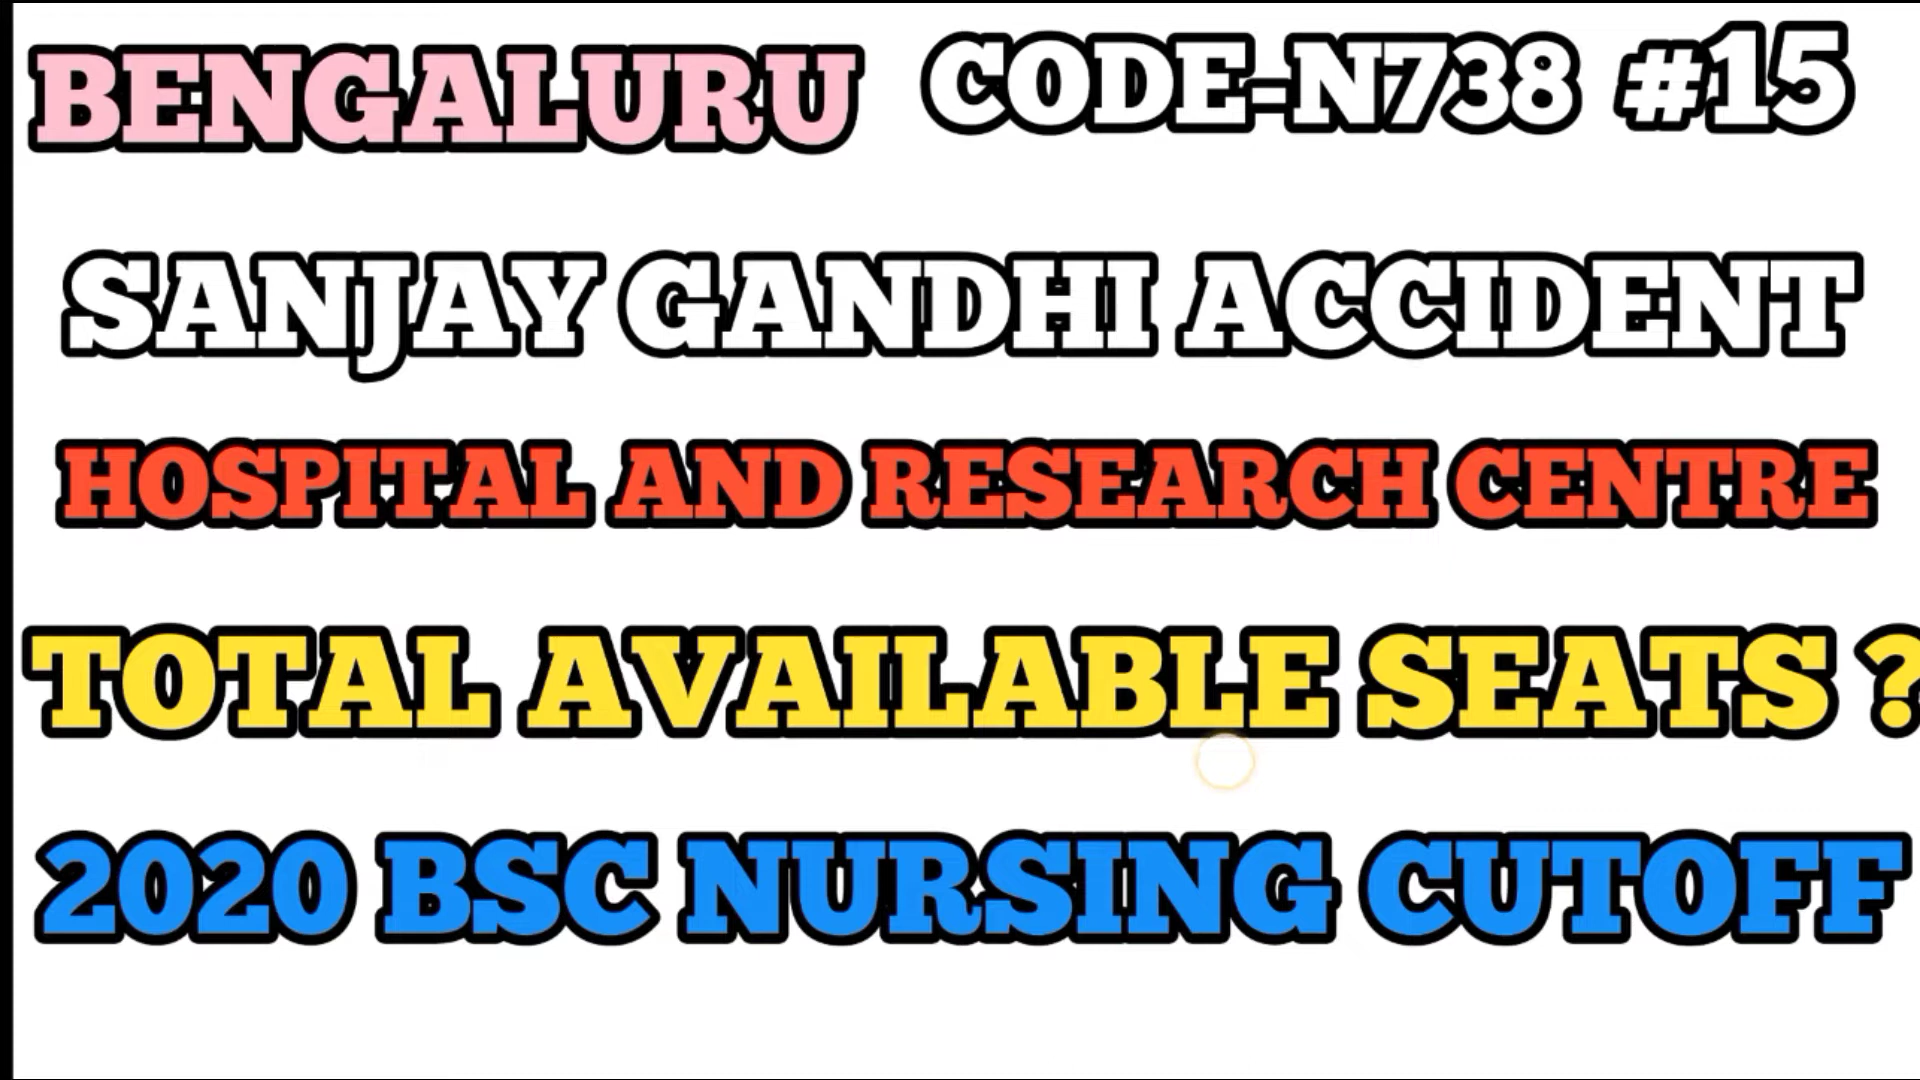 BENGALURU CODE-N738 #15
SANJAY GANDHI ACCIDENT
HOSPITAL AND RESEARCH CENTRE
TOTAL AVAILABLE SEATS ?
2020 BSC NURSING CUTOFF